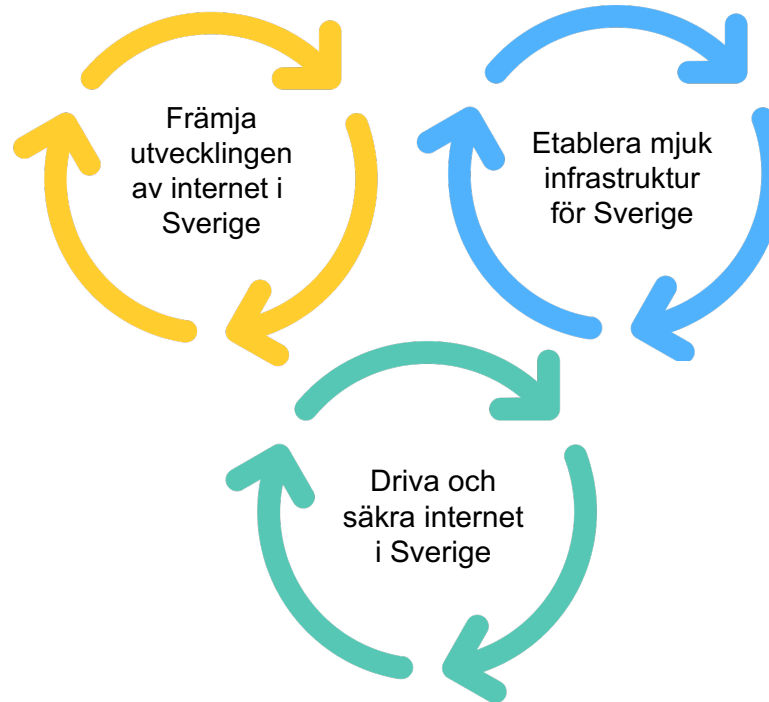 Främja
utvecklingen
av internet i
Sverige
Etablera mjuk
infrastruktur
för Sverige
Driva och
säkra internet
i Sverige